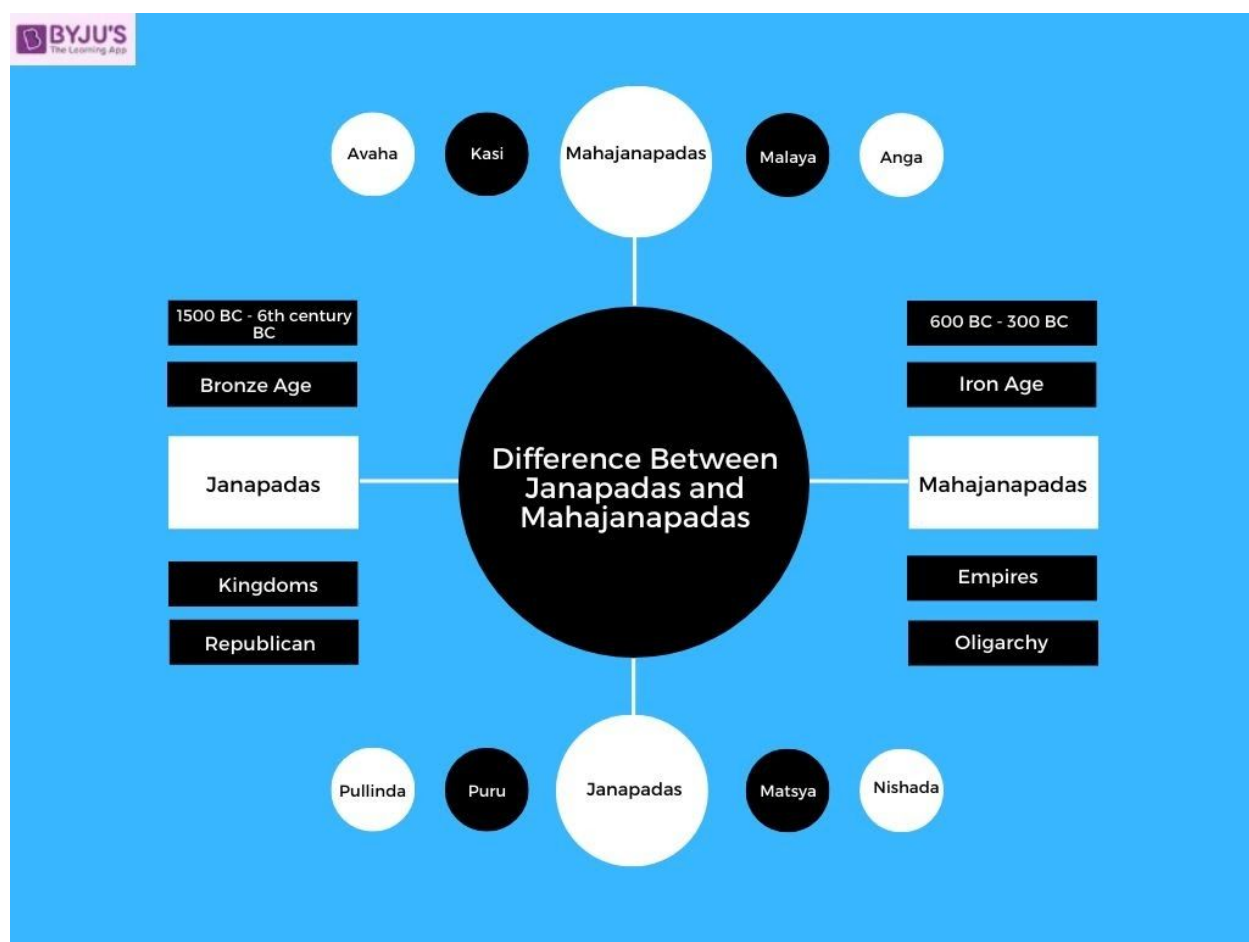 BYJU'S
The Learning App
Avaha
Kasi
Mahajanapadas
Malaya
Anga
1500 BC - 6th century
BC
Bronze Age
Janapadas
Kingdoms
Republican
Difference Between
Janapadas and
Mahajanapadas
600 BC - 300 BC
Iron Age
Mahajanapadas
Empires
Oligarchy
Pullinda
Puru
Janapadas
Matsya
Nishada